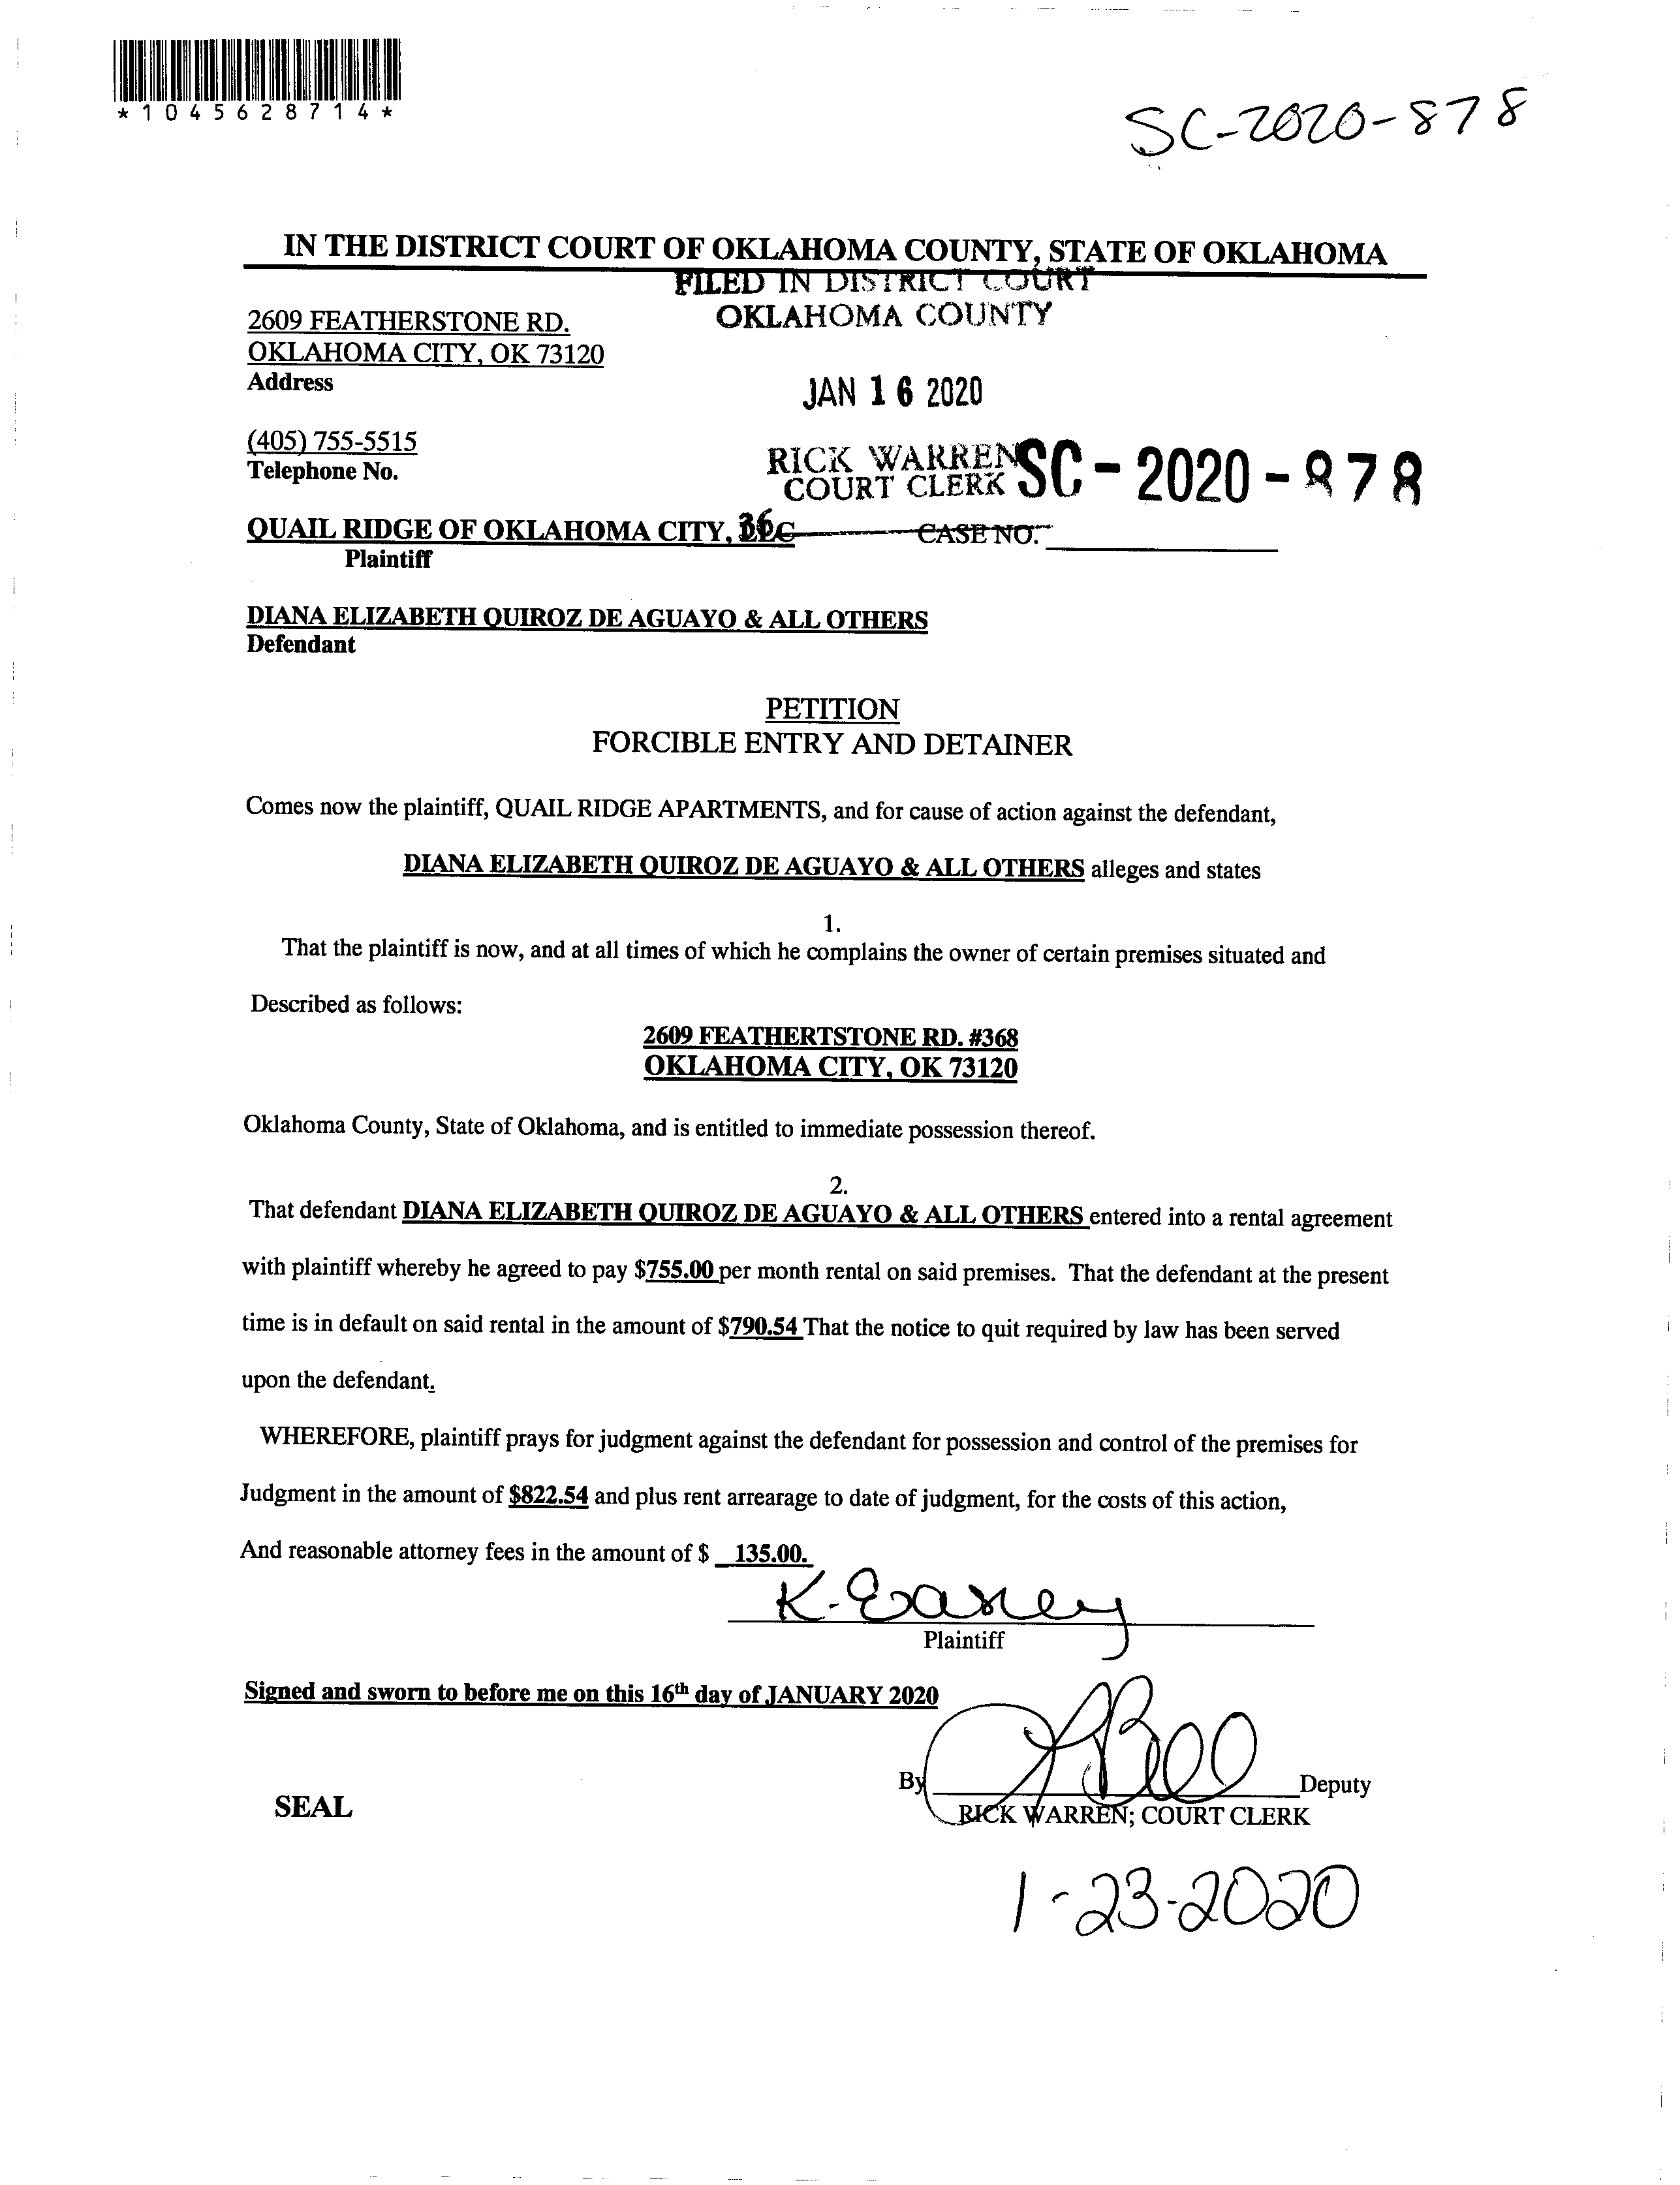 *1045628714*
SC-2020-878
IN THE DISTRICT COURT OF OKLAHOMA COUNTY, STATE OF OKLAHOMA
FILED IN DISTRICT COURT
OKLAHOMA COUNTY
2609 FEATHERSTONE RD.
OKLAHOMA CITY, OK 73120
Address
JAN 16 2020
(405) 755-5515
Telephone No.
RICK WARREN
COURT CLERK
SC-2020-878
QUAIL RIDGE OF OKLAHOMA CITY, 36 CASE NO.
Plaintiff
DIANA ELIZABETH QUIROZ DE AGUAYO & ALL OTHERS
Defendant
PETITION
FORCIBLE ENTRY AND DETAINER
Comes now the plaintiff, QUAIL RIDGE APARTMENTS, and for cause of action against the defendant,
DIANA ELIZABETH QUIROZ DE AGUAYO & ALL OTHERS alleges and states
1.
That the plaintiff is now, and at all times of which he complains the owner of certain premises situated and
Described as follows:
2609 FEATHERTSTONE RD. #368
OKLAHOMA CITY, OK 73120
Oklahoma County, State of Oklahoma, and is entitled to immediate possession thereof.
2.
That defendant DIANA ELIZABETH QUIROZ DE AGUAYO & ALL OTHERS entered into a rental agreement
with plaintiff whereby he agreed to pay $755.00 per month rental on said premises. That the defendant at the present
time is in default on said rental in the amount of $790.54 That the notice to quit required by law has been served
upon the defendant.
WHEREFORE, plaintiff prays for judgment against the defendant for possession and control of the premises for
Judgment in the amount of $822.54 and plus rent arrearage to date of judgment, for the costs of this action,
And reasonable attorney fees in the amount of $ 135.00.
Plaintiff
Signed and sworn to before me on this 16th day of JANUARY 2020
By Deputy
SEAL
RICK WARREN; COURT CLERK
1-23-2020